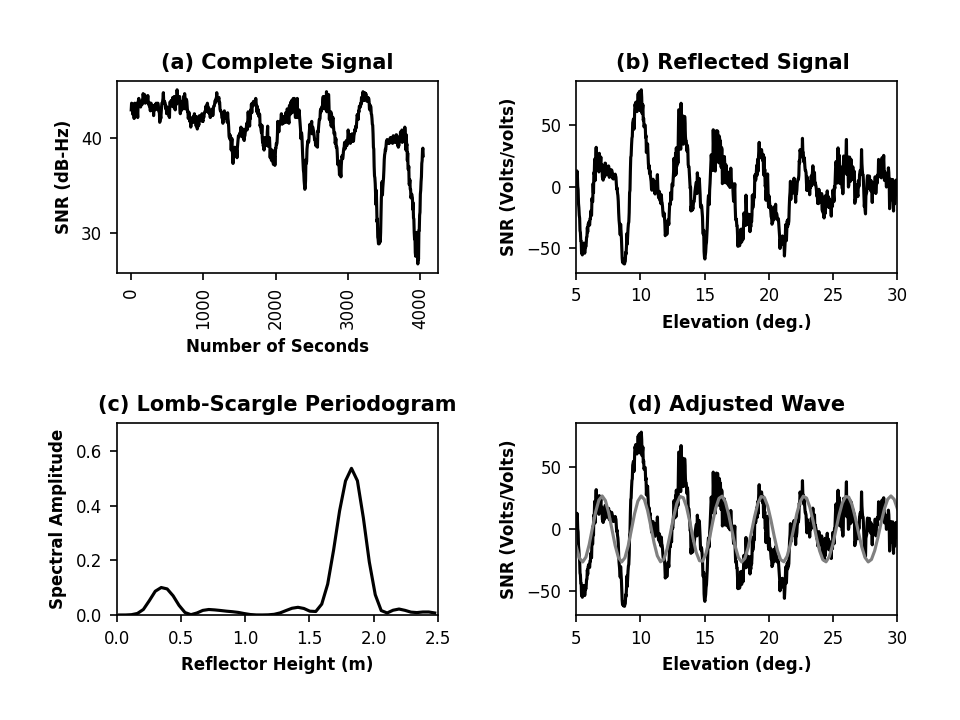 (a) Complete Signal
SNR (dB-Hz)
40
30
0
1000
2000
3000
4000
Number of Seconds
(b) Reflected Signal
SNR (Volts/volts)
50
0
−50
5
10
15
20
25
30
Elevation (deg.)
(c) Lomb-Scargle Periodogram
Spectral Amplitude
0.6
0.4
0.2
0.0
0.0
0.5
1.0
1.5
2.0
2.5
Reflector Height (m)
(d) Adjusted Wave
SNR (Volts/Volts)
50
0
−50
5
10
15
20
25
30
Elevation (deg.)